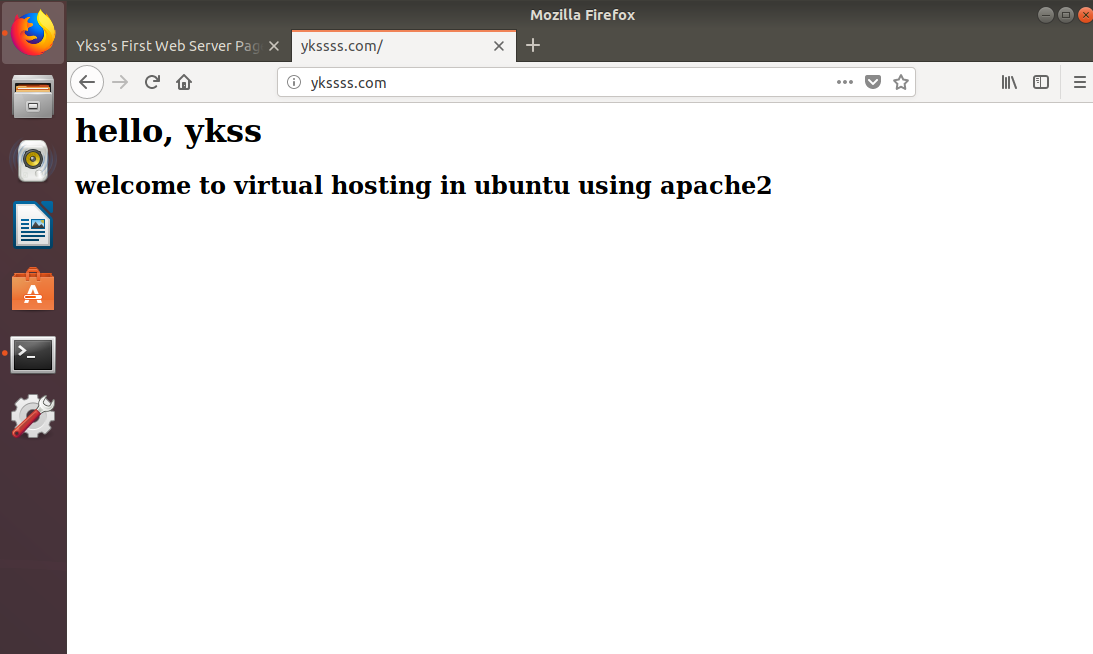 Mozilla Firefox
Ykss's First Web Server Pag
ykssss.com/
ykssss.com
hello, ykss
welcome to virtual hosting in ubuntu using apache2